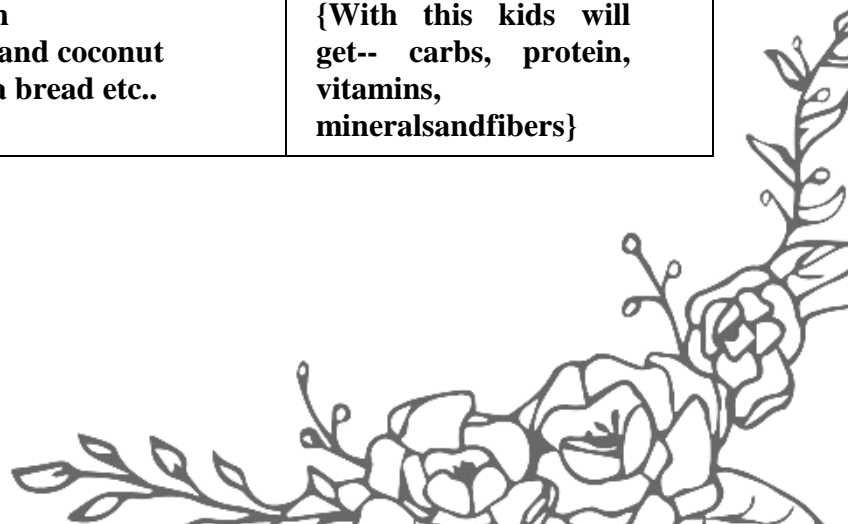 and coconut
bread etc..
{With this kids will
get-- carbs, protein,
vitamins,
mineralsandfibers}